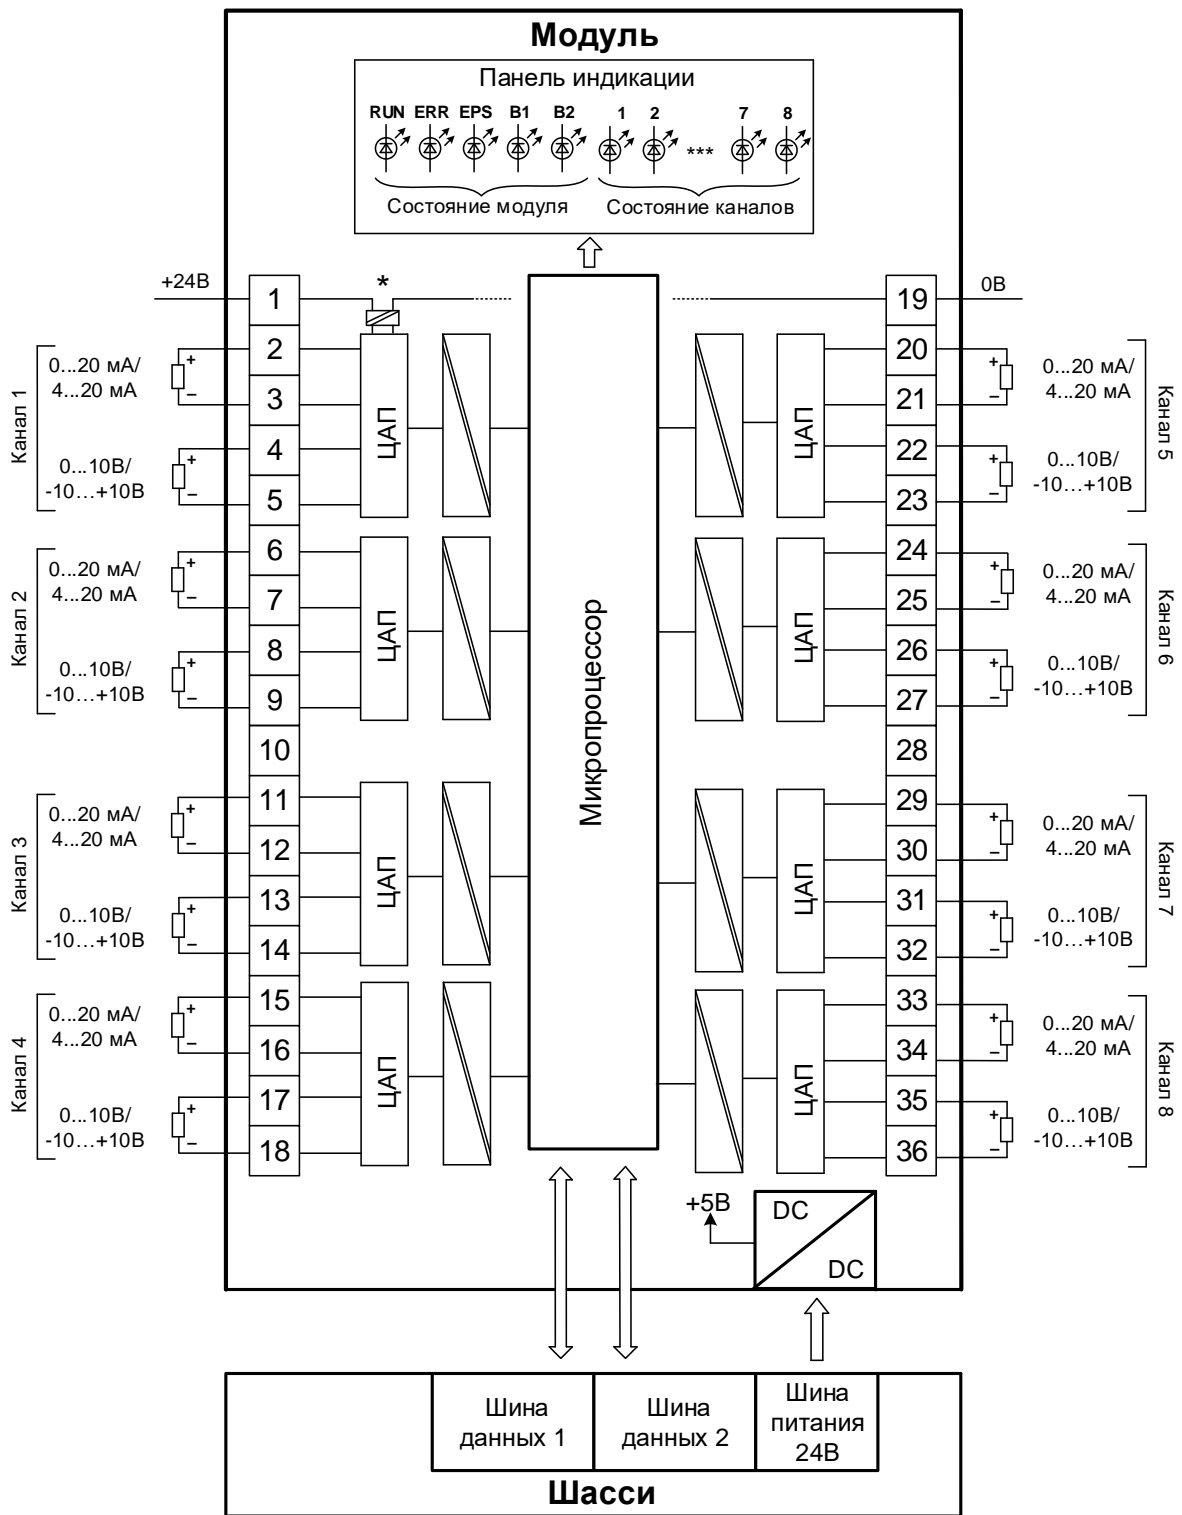 Модуль
Панель индикации
RUN ERR EPS B1 B2 1 2 7 8
***
Состояние модуля Состояние каналов
+24В
*
0В
1
2
3
4
5
6
7
8
9
10
11
12
13
14
15
16
17
18
19
20
21
22
23
24
25
26
27
28
29
30
31
32
33
34
35
36
Канал 1
0...20 мА/
4...20 мА
+
–
0...10В/
-10...+10В
+
–
ЦАП
Канал 2
0...20 мА/
4...20 мА
+
–
0...10В/
-10...+10В
+
–
ЦАП
Канал 3
0...20 мА/
4...20 мА
+
–
0...10В/
-10...+10В
+
–
ЦАП
Канал 4
0...20 мА/
4...20 мА
+
–
0...10В/
-10...+10В
+
–
ЦАП
Микропроцессор
ЦАП
+
–
0...20 мА/
4...20 мА
+
–
0...10В/
-10...+10В
Канал 5
ЦАП
+
–
0...20 мА/
4...20 мА
+
–
0...10В/
-10...+10В
Канал 6
ЦАП
+
–
0...20 мА/
4...20 мА
+
–
0...10В/
-10...+10В
Канал 7
ЦАП
+
–
0...20 мА/
4...20 мА
+
–
0...10В/
-10...+10В
Канал 8
+5В
DC
DC
Шина
данных 1
Шина
данных 2
Шина
питания
24В
Шасси